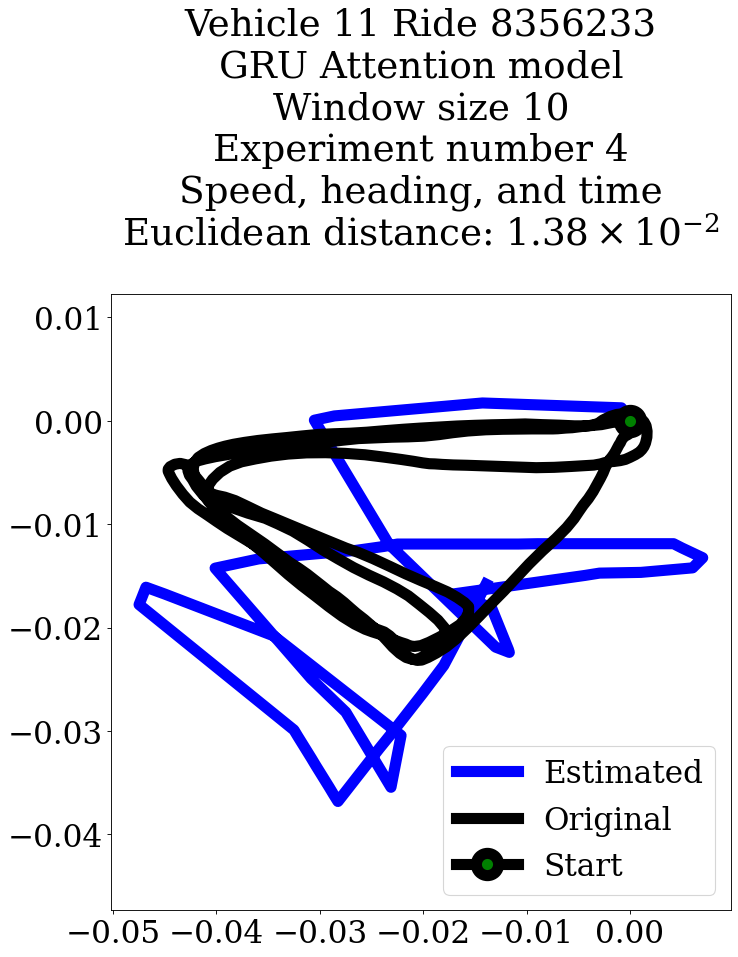 Vehicle 11 Ride 8356233
GRU Attention model
Window size 10
Experiment number 4
Speed, heading, and time
Euclidean distance: 1.38 × 10⁻²
0.01
0.00
−0.01
−0.02
−0.03
−0.04
Estimated
Original
Start
−0.05 −0.04 −0.03 −0.02 −0.01 0.00